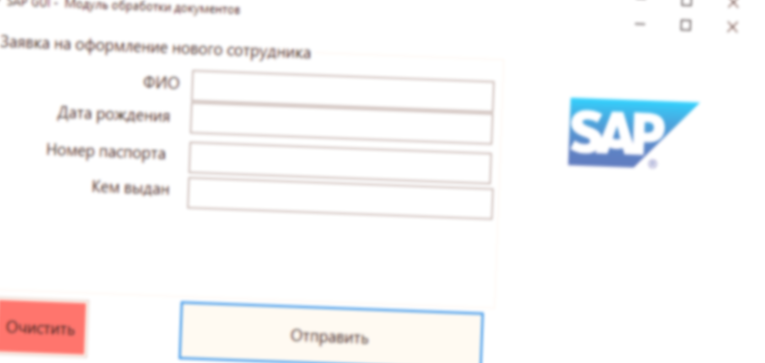 SAP GUI - Модуль обработки документов
Заявка на оформление нового сотрудника
ФИО
Дата рождения
Номер паспорта
Кем выдан
SAP
®
Очистить
Отправить